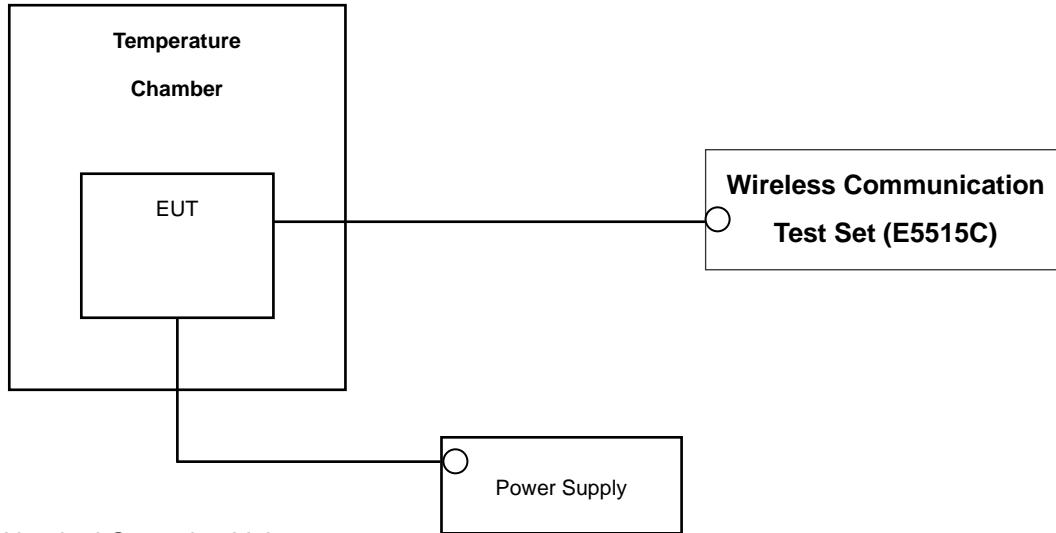 Temperature
Chamber
EUT
Wireless Communication
Test Set (E5515C)
Power Supply